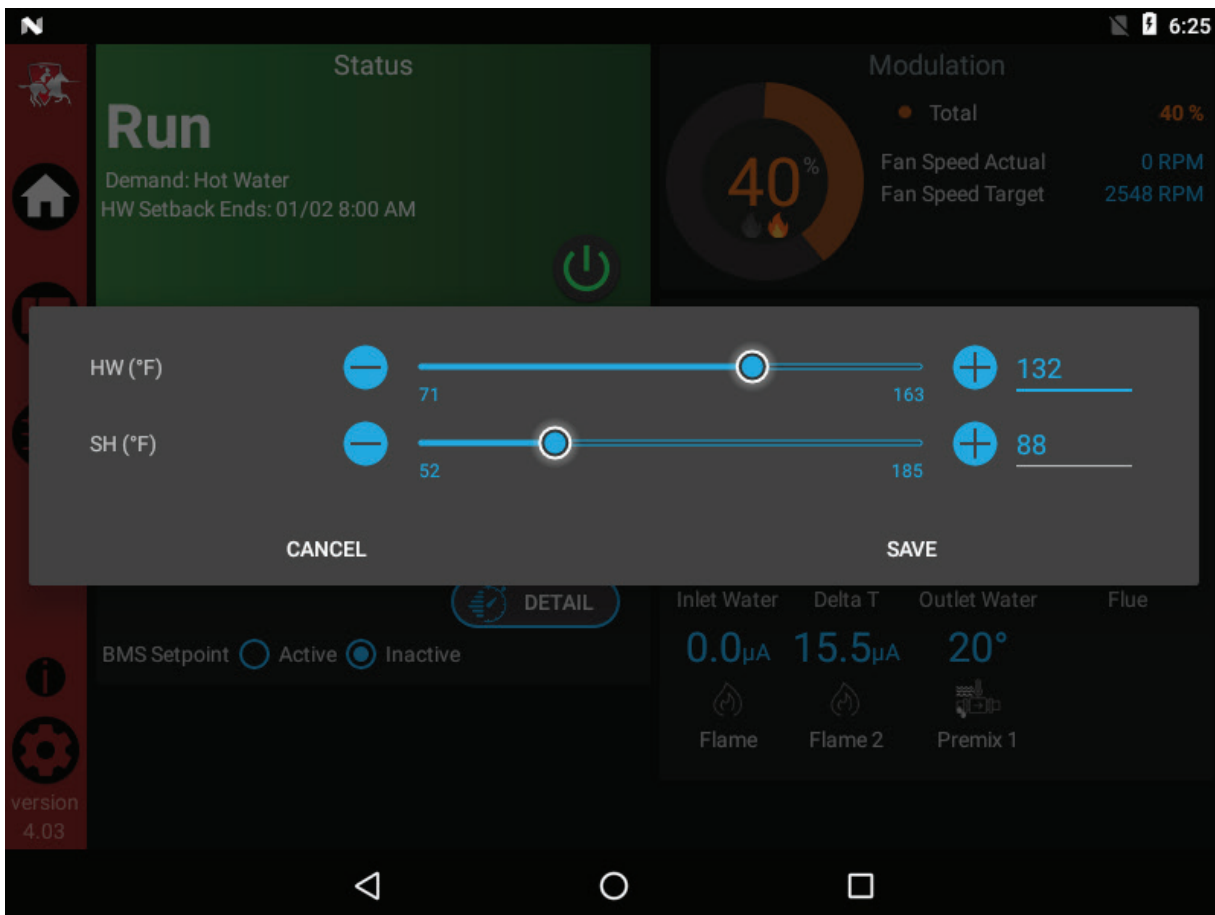 6:25
Status
Run
Demand: Hot Water
HW Setback Ends: 01/02 8:00 AM
Modulation
40%
Total 40 %
Fan Speed Actual 0 RPM
Fan Speed Target 2548 RPM
HW (°F) 132
71 163
SH (°F) 88
52 185
CANCEL SAVE
DETAIL
BMS Setpoint Active Inactive
Inlet Water Delta T Outlet Water Flue
0.0µA 15.5µA 20°
Flame Flame 2 Premix 1
version
4.03